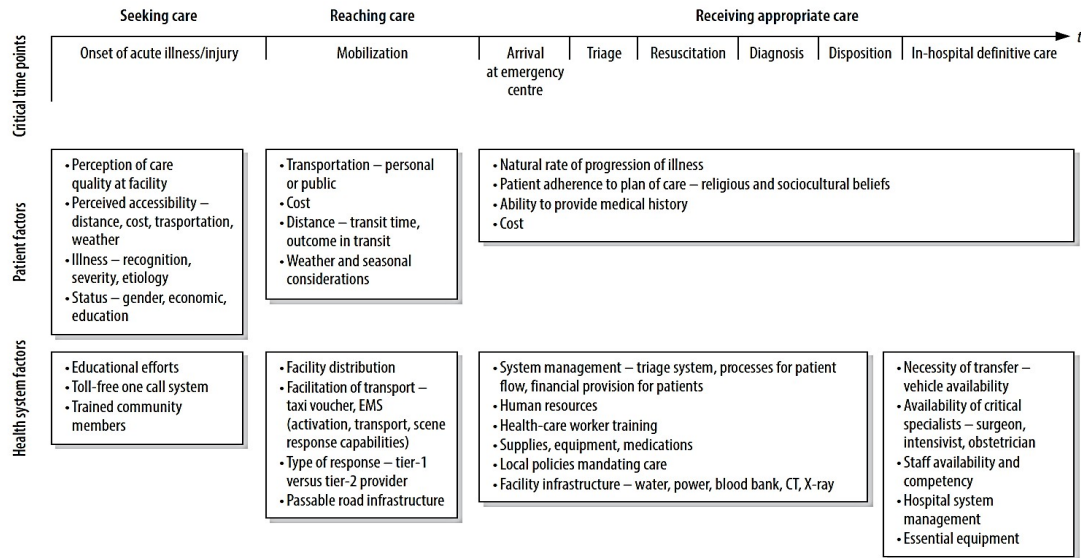 Seeking care
Reaching care
Receiving appropriate care
Critical time points
t
Onset of acute illness/injury
Mobilization
Arrival
at emergency
centre
Triage
Resuscitation
Diagnosis
Disposition
In-hospital definitive care
Patient factors
• Perception of care
quality at facility
• Perceived accessibility –
distance, cost, trasportation,
weather
• Illness – recognition,
severity, etiology
• Status – gender, economic,
education
• Transportation – personal
or public
• Cost
• Distance – transit time,
outcome in transit
• Weather and seasonal
considerations
• Natural rate of progression of illness
• Patient adherence to plan of care – religious and sociocultural beliefs
• Ability to provide medical history
• Cost
Health system factors
• Educational efforts
• Toll-free one call system
• Trained community
members
• Facility distribution
• Facilitation of transport –
taxi voucher, EMS
(activation, transport, scene
response capabilities)
• Type of response – tier-1
versus tier-2 provider
• Passable road infrastructure
• System management – triage system, processes for patient
flow, financial provision for patients
• Human resources
• Health-care worker training
• Supplies, equipment, medications
• Local policies mandating care
• Facility infrastructure – water, power, blood bank, CT, X-ray
• Necessity of transfer –
vehicle availability
• Availability of critical
specialists – surgeon,
intensivist, obstetrician
• Staff availability and
competency
• Hospital system
management
• Essential equipment